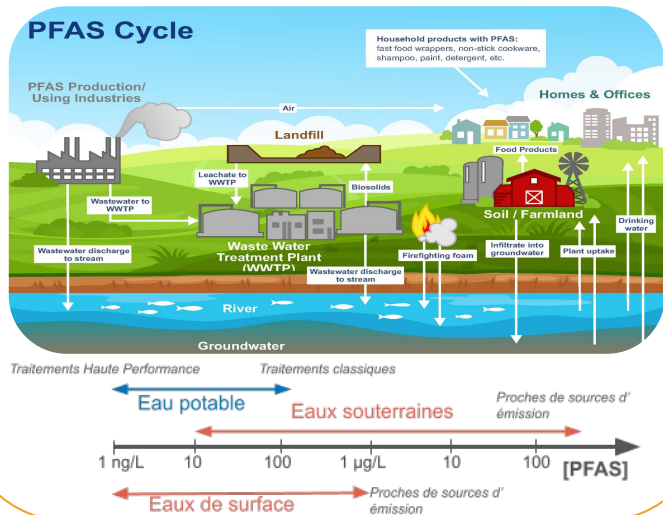 PFAS Cycle
Household products with PFAS:
fast food wrappers, non-stick cookware,
shampoo, paint, detergent, etc.
PFAS Production/
Using Industries
Air
Homes & Offices
Landfill
Food Products
Leachate to
WWTP
Biosolids
Wastewater to
WWTP
Soil / Farmland
Drinking
water
Waste Water
Treatment Plant
(WWTP)
Wastewater discharge
to stream
Firefighting foam
Infiltrate into
groundwater
Plant uptake
Wastewater discharge
to stream
River
Groundwater
Traitements Haute Performance
Traitements classiques
Eau potable
Eaux souterraines
Proches de sources d’
émission
1 ng/L
10
100
1 µg/L
10
100
[PFAS]
Eaux de surface
Proches de sources d’
émission